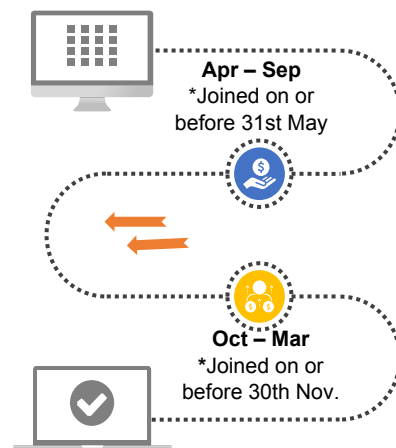 Apr – Sep
*Joined on or
before 31st May
$
$ $
Oct – Mar
*Joined on or
before 30th Nov.